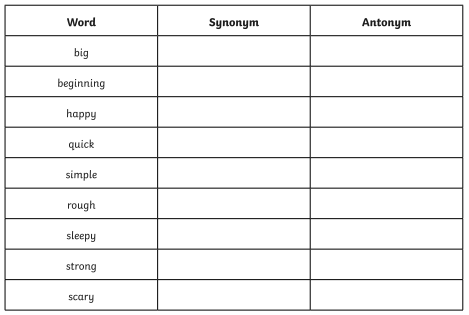 Word Synonym Antonym
big
beginning
happy
quick
simple
rough
sleepy
strong
scary